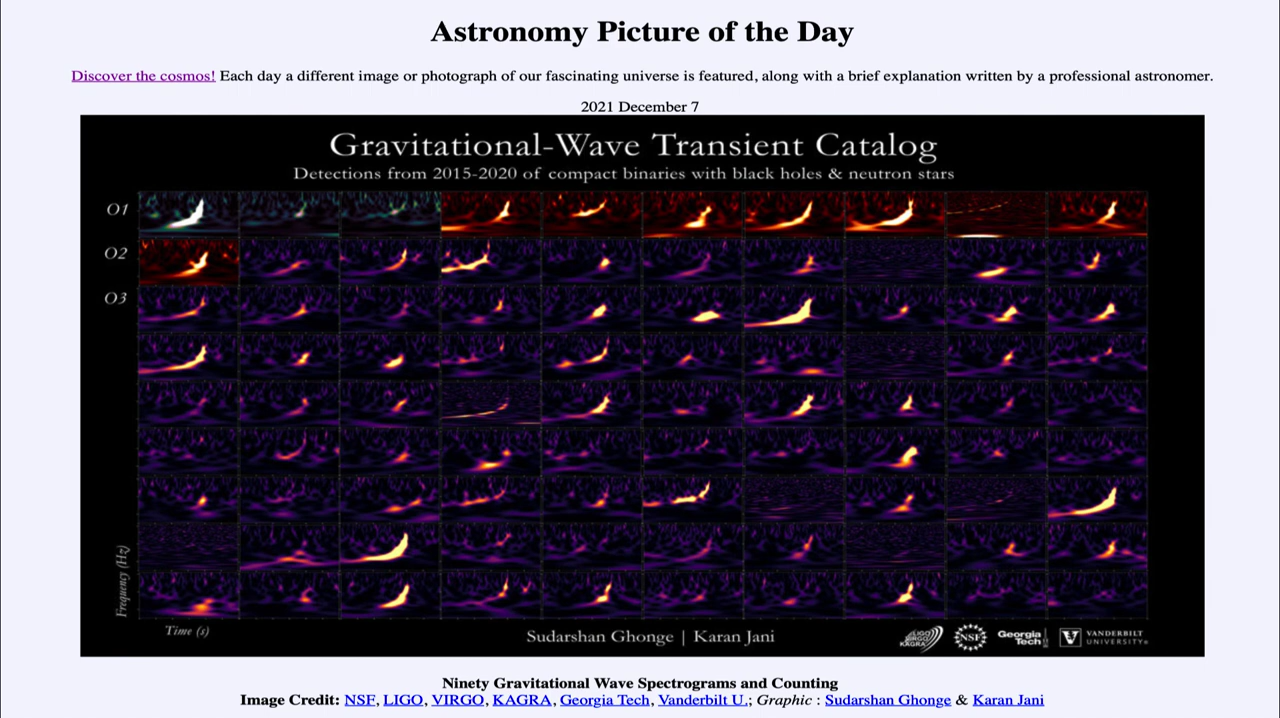 Astronomy Picture of the Day
Discover the cosmos! Each day a different image or photograph of our fascinating universe is featured, along with a brief explanation written by a professional astronomer.
2021 December 7
Gravitational-Wave Transient Catalog
Detections from 2015-2020 of compact binaries with black holes & neutron stars
O1
O2
O3
Frequency (Hz)
Time (s)
Sudarshan Ghonge | Karan Jani
LIGO
VIRGO
KAGRA
NSF
Georgia
Tech
V VANDERBILT
UNIVERSITY
Ninety Gravitational Wave Spectrograms and Counting
Image Credit: NSF, LIGO, VIRGO, KAGRA, Georgia Tech, Vanderbilt U.; Graphic : Sudarshan Ghonge & Karan Jani